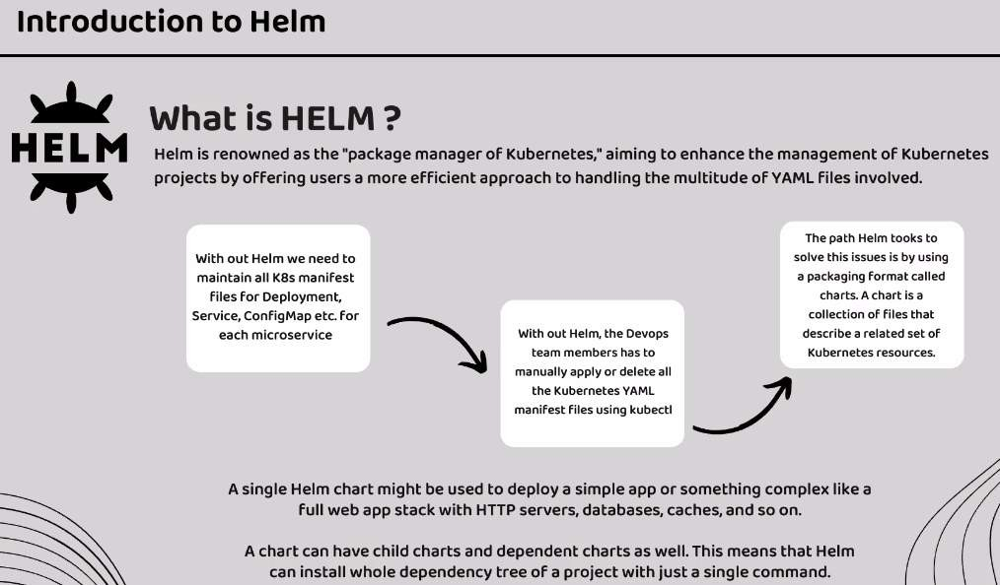 Introduction to Helm
HELM
What is HELM ?
Helm is renowned as the "package manager of Kubernetes," aiming to enhance the management of Kubernetes
projects by offering users a more efficient approach to handling the multitude of YAML files involved.
With out Helm we need to
maintain all K8s manifest
files for Deployment,
Service, ConfigMap etc. for
each microservice
With out Helm, the Devops
team members has to
manually apply or delete all
the Kubernetes YAML
manifest files using kubectl
The path Helm tooks to
solve this issues is by using
a packaging format called
charts. A chart is a
collection of files that
describe a related set of
Kubernetes resources.
A single Helm chart might be used to deploy a simple app or something complex like a
full web app stack with HTTP servers, databases, caches, and so on.
A chart can have child charts and dependent charts as well. This means that Helm
can install whole dependency tree of a project with just a single command.